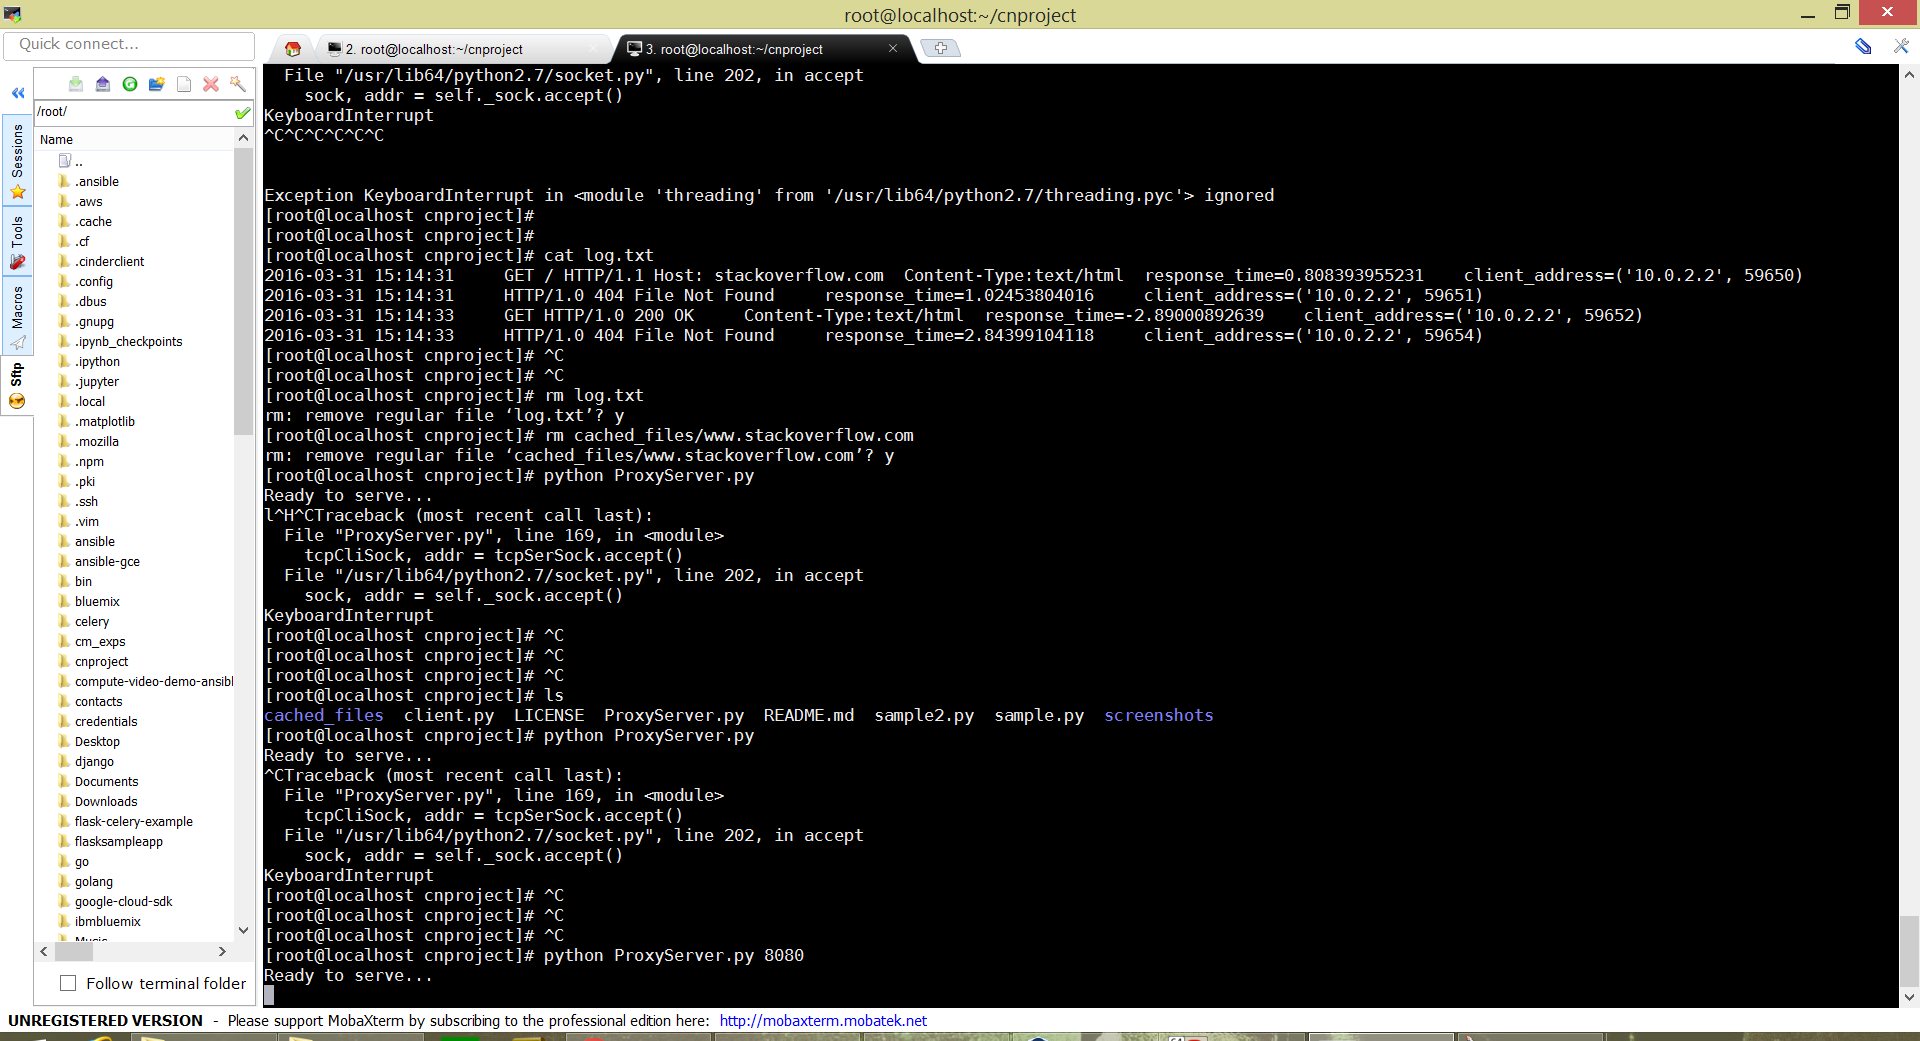 root@localhost:~/cnproject
Quick connect...
2. root@localhost:~/cnproject
3. root@localhost:~/cnproject
/root/
Name
..
.ansible
.aws
.cache
.cf
.cinderclient
.config
.dbus
.gnupg
.ipynb_checkpoints
.ipython
.jupyter
.local
.matplotlib
.mozilla
.npm
.pki
.ssh
.vim
ansible
ansible-gce
bin
bluemix
celery
cm_exps
cnproject
compute-video-demo-ansibl
contacts
credentials
Desktop
django
Documents
Downloads
flask-celery-example
flasksampleapp
go
golang
google-cloud-sdk
ibmbluemix
Music
Sessions
Tools
Macros
Sftp
Follow terminal folder
File "/usr/lib64/python2.7/socket.py", line 202, in accept
sock, addr = self._sock.accept()
KeyboardInterrupt
^C^C^C^C^C^C
Exception KeyboardInterrupt in <module 'threading' from '/usr/lib64/python2.7/threading.pyc'> ignored
[root@localhost cnproject]#
[root@localhost cnproject]#
[root@localhost cnproject]# cat log.txt
2016-03-31 15:14:31     GET / HTTP/1.1 Host: stackoverflow.com  Content-Type:text/html  response_time=0.808393955231    client_address=('10.0.2.2', 59650)
2016-03-31 15:14:31     HTTP/1.0 404 File Not Found     response_time=1.02453804016     client_address=('10.0.2.2', 59651)
2016-03-31 15:14:33     GET HTTP/1.0 200 OK     Content-Type:text/html  response_time=-2.89000892639    client_address=('10.0.2.2', 59652)
2016-03-31 15:14:33     HTTP/1.0 404 File Not Found     response_time=2.84399104118     client_address=('10.0.2.2', 59654)
[root@localhost cnproject]# ^C
[root@localhost cnproject]# ^C
[root@localhost cnproject]# rm log.txt
rm: remove regular file ‘log.txt’? y
[root@localhost cnproject]# rm cached_files/www.stackoverflow.com
rm: remove regular file ‘cached_files/www.stackoverflow.com’? y
[root@localhost cnproject]# python ProxyServer.py
Ready to serve...
l^H^CTraceback (most recent call last):
File "ProxyServer.py", line 169, in <module>
tcpCliSock, addr = tcpSerSock.accept()
File "/usr/lib64/python2.7/socket.py", line 202, in accept
sock, addr = self._sock.accept()
KeyboardInterrupt
[root@localhost cnproject]# ^C
[root@localhost cnproject]# ^C
[root@localhost cnproject]# ^C
[root@localhost cnproject]# ls
cached_files  client.py  LICENSE  ProxyServer.py  README.md  sample2.py  sample.py  screenshots
[root@localhost cnproject]# python ProxyServer.py
Ready to serve...
^CTraceback (most recent call last):
File "ProxyServer.py", line 169, in <module>
tcpCliSock, addr = tcpSerSock.accept()
File "/usr/lib64/python2.7/socket.py", line 202, in accept
sock, addr = self._sock.accept()
KeyboardInterrupt
[root@localhost cnproject]# ^C
[root@localhost cnproject]# ^C
[root@localhost cnproject]# ^C
[root@localhost cnproject]# python ProxyServer.py 8080
Ready to serve...
UNREGISTERED VERSION  -  Please support MobaXterm by subscribing to the professional edition here:  http://mobaxterm.mobatek.net